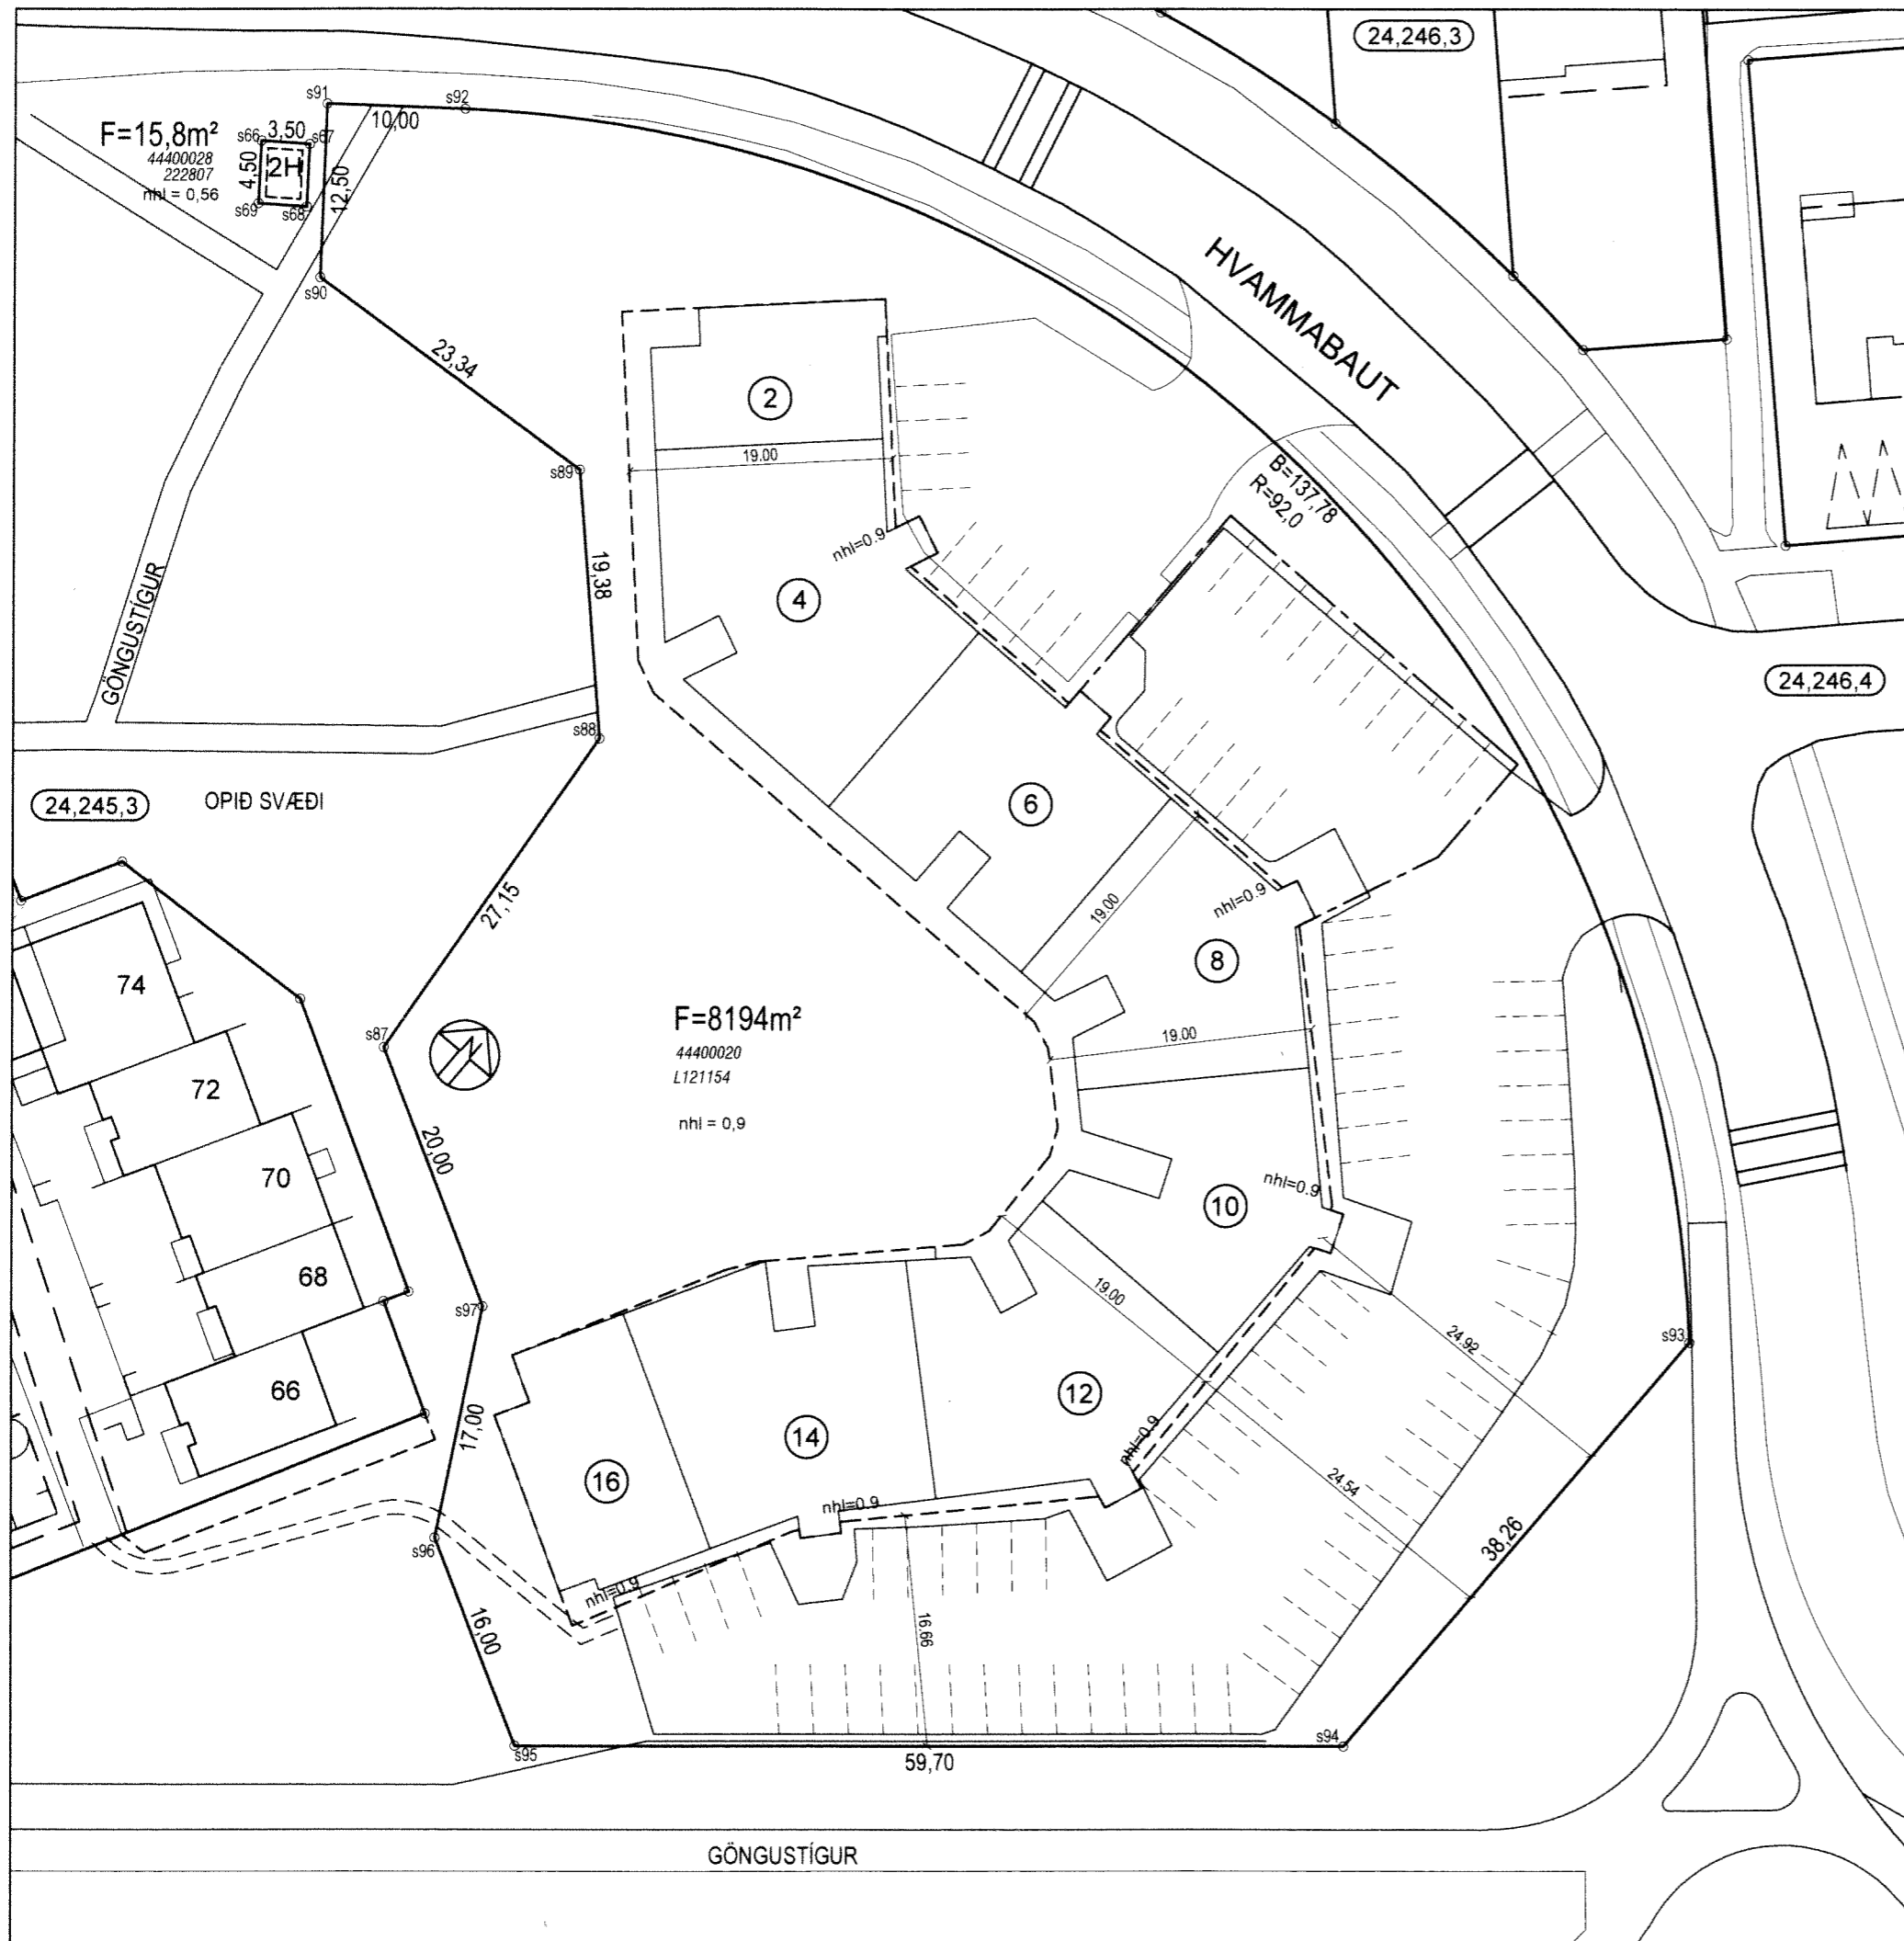 24,246,3
s91
s92
10,00
F=15,8m²
44400028
222807
nhl = 0,56
s66
3,50
s67
4,50
2H
s69
s68
12,50
s90
HVAMMABAUT
23,34
2
19.00
s89
B=137,78
R=92,0
nhl=0.9
4
19,38
GÖNGUSTÍGUR
24,246,4
s88
24,245,3
OPIÐ SVÆÐI
6
27,15
19.00
nhl=0.9
8
74
F=8194m²
44400020
L121154
nhl = 0,9
s87
19.00
72
20,00
70
nhl=0.9
10
68
s97
19.00
24.92
s93
66
12
17,00
14
nhl=0.9
16
24.54
nhl=0.9
s96
38,26
nhl=0.9
16,00
16.66
s95
s94
59,70
GÖNGUSTÍGUR